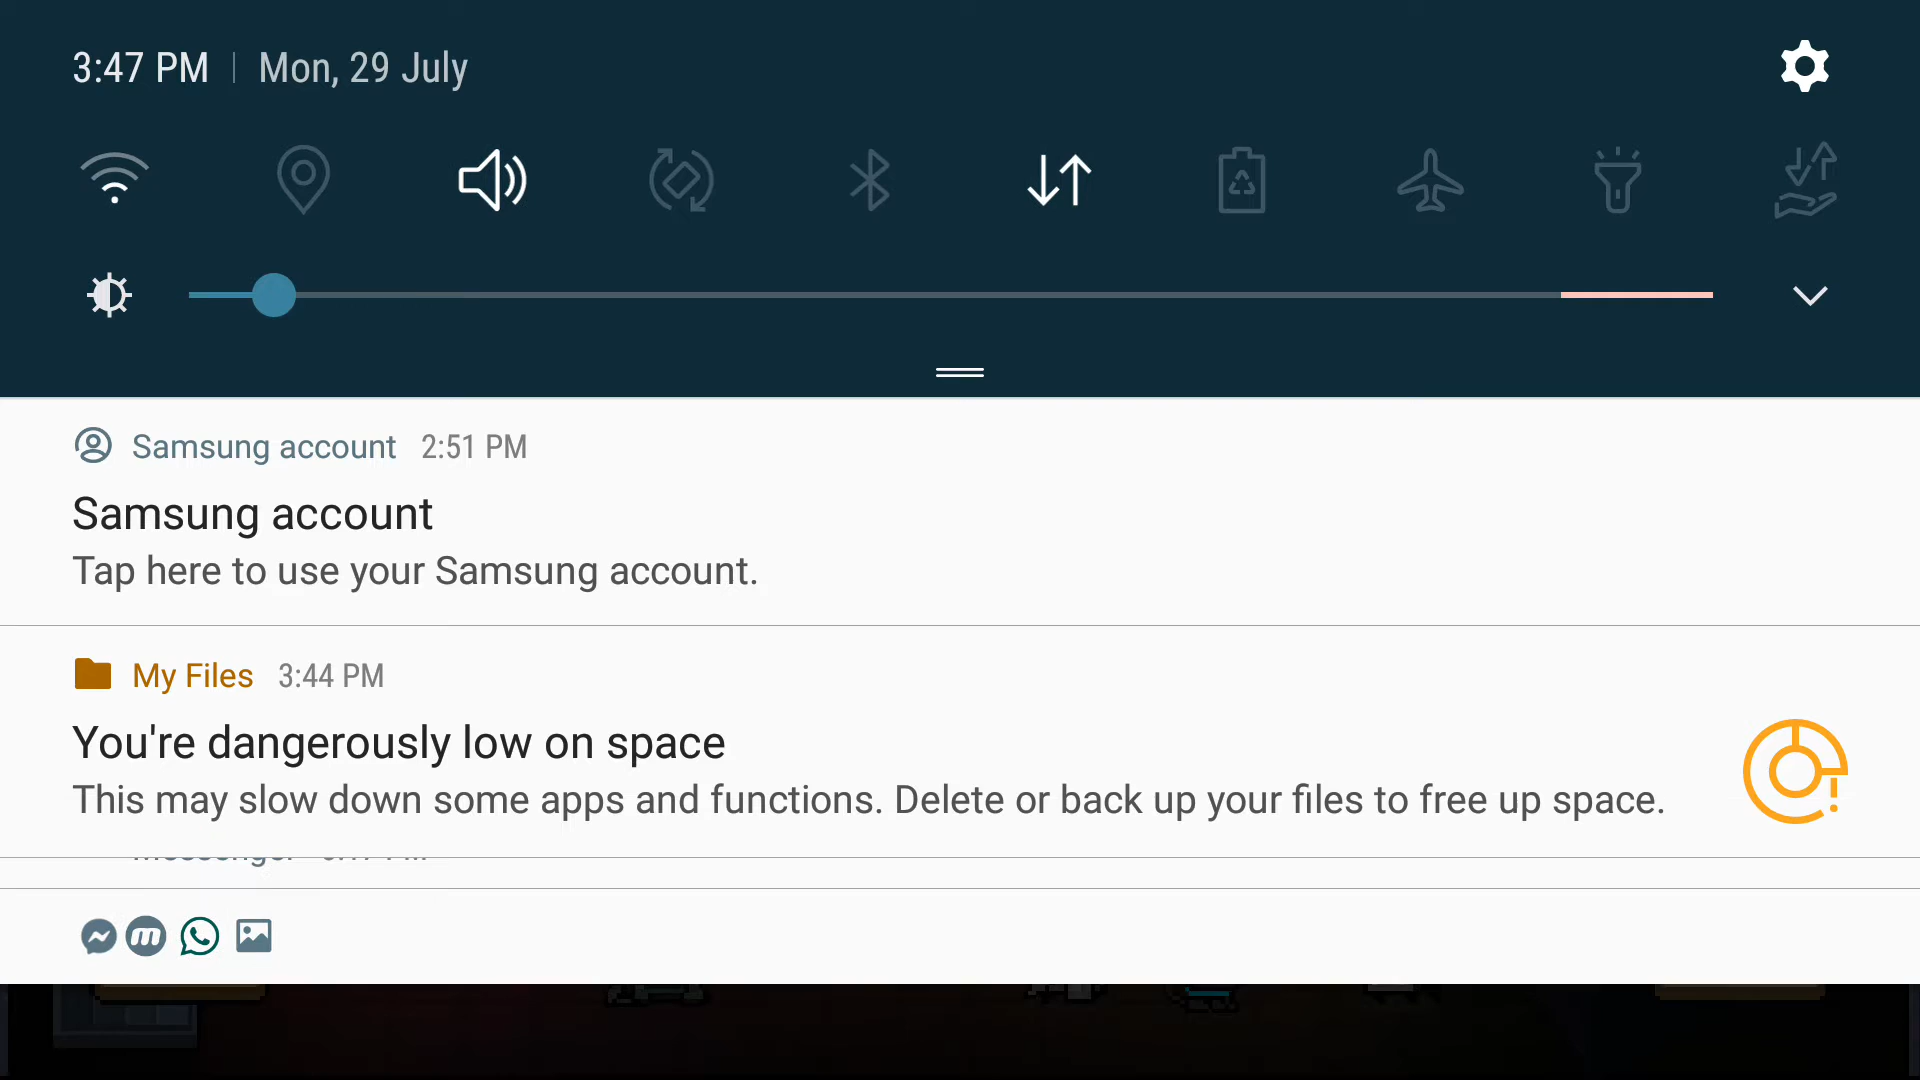 3:47 PM | Mon, 29 July
Samsung account 2:51 PM
Samsung account
Tap here to use your Samsung account.
My Files 3:44 PM
You're dangerously low on space
This may slow down some apps and functions. Delete or back up your files to free up space.